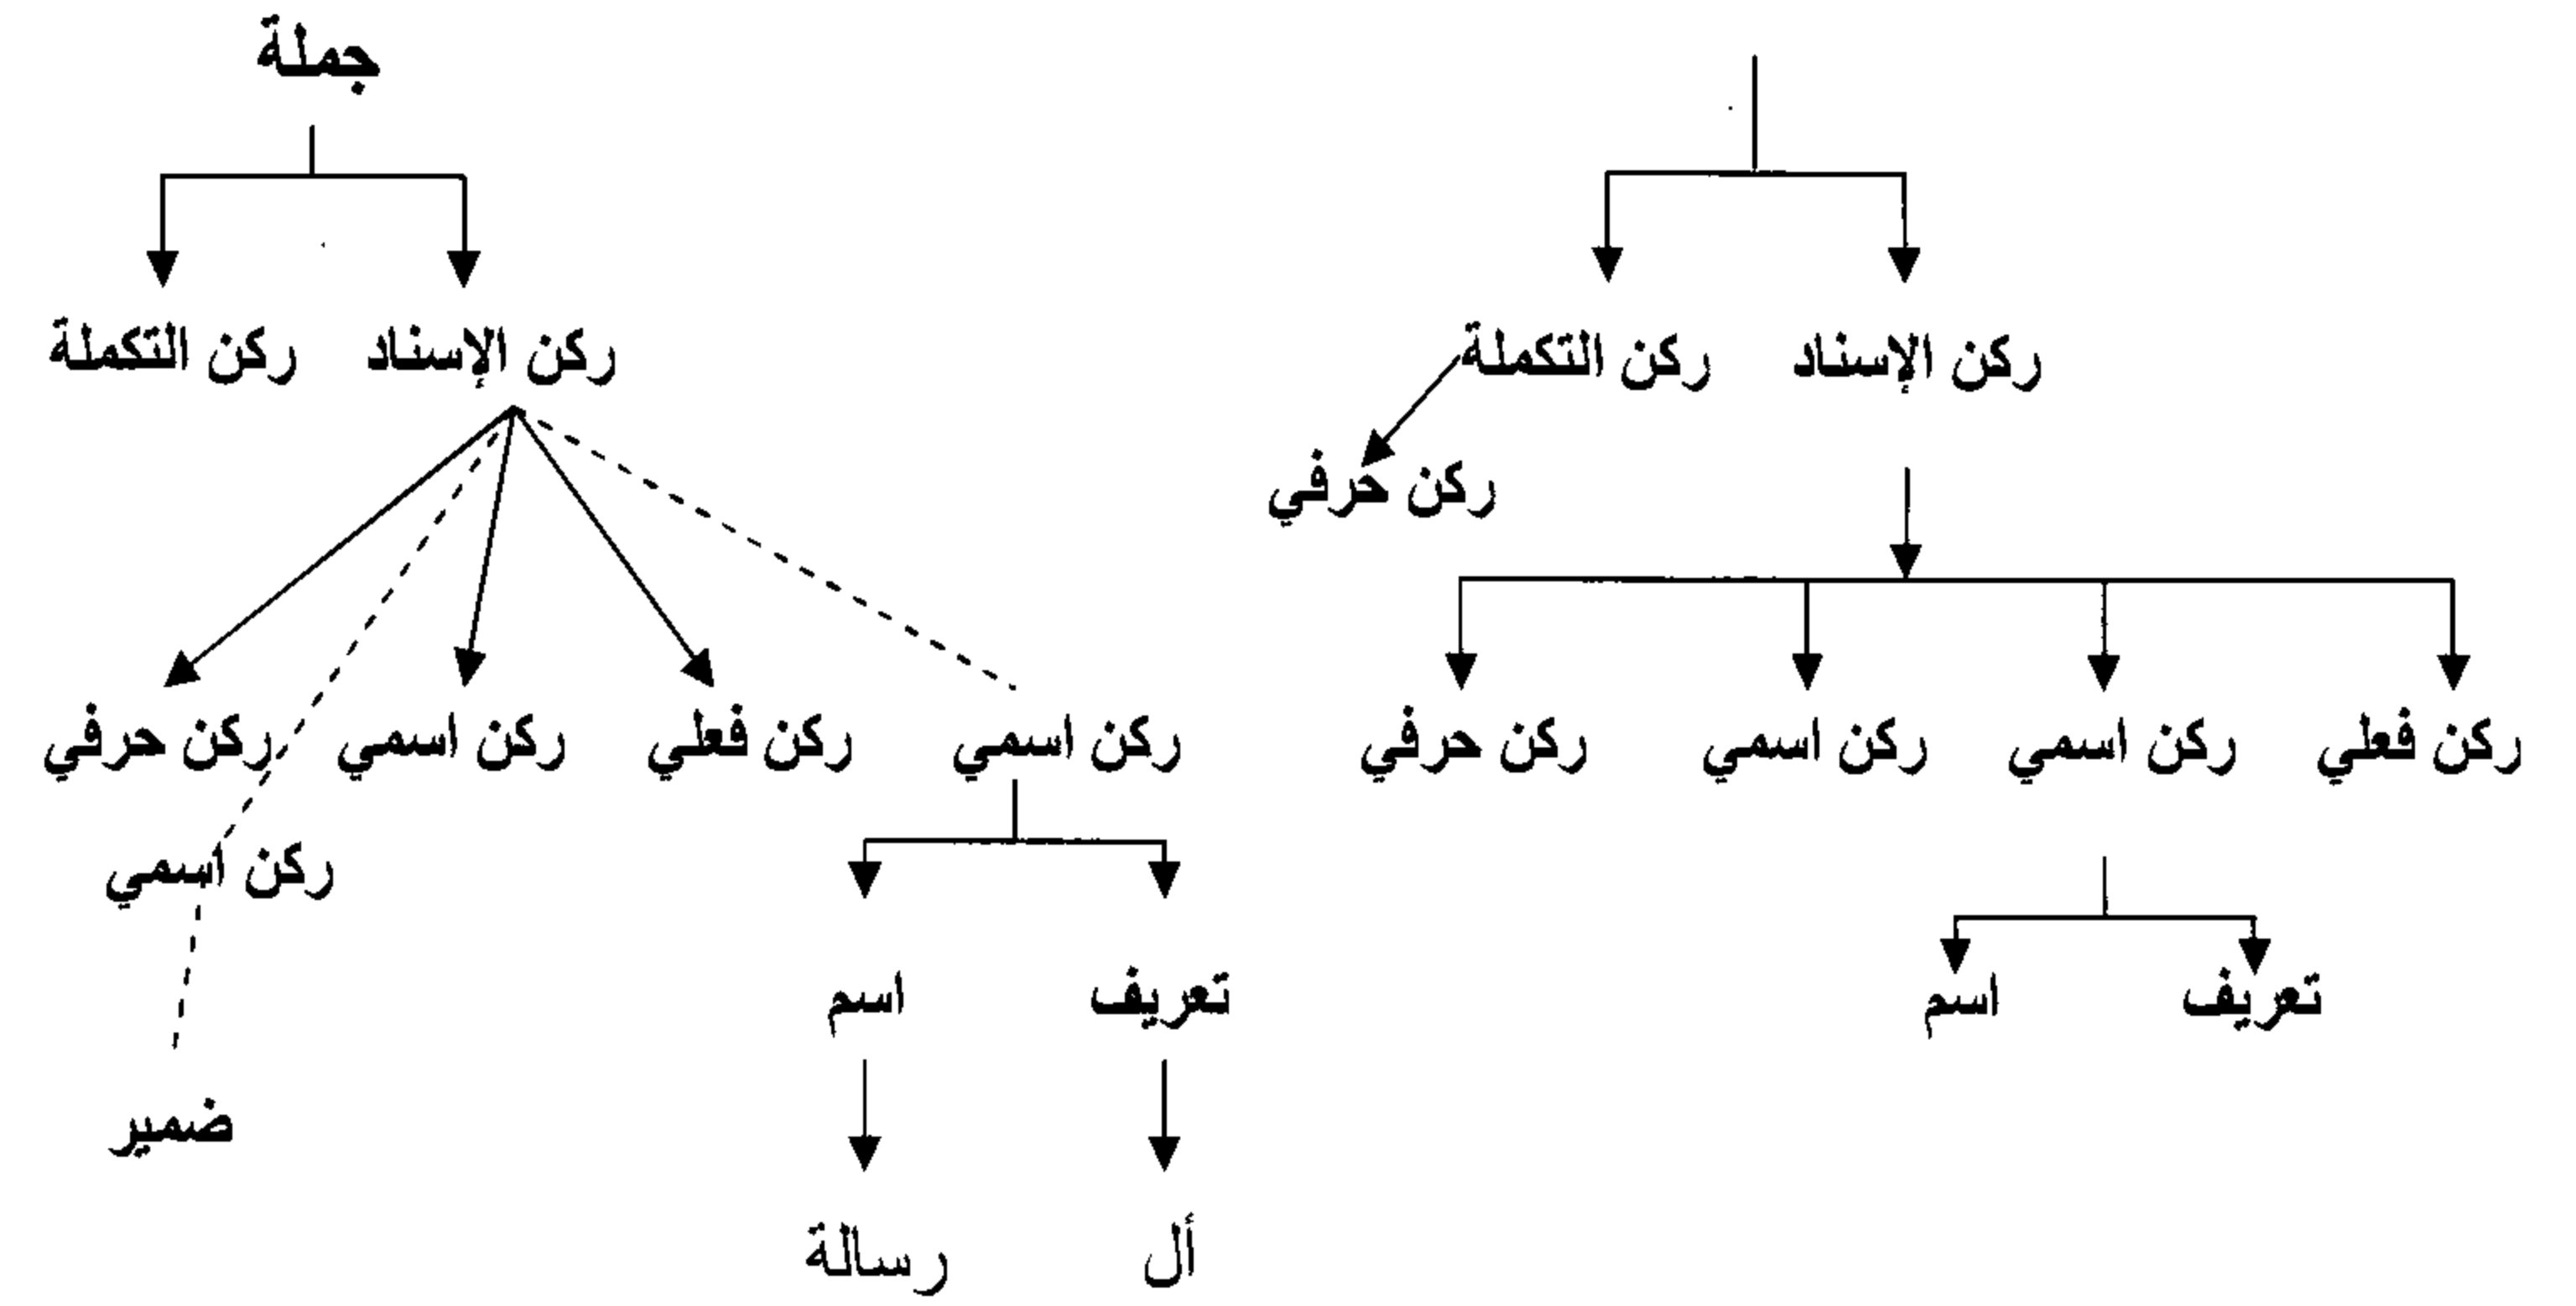 جملة
ركن الإسناد ركن التكملة
ركن الإسناد ركن التكملة
ركن حرفي
ركن فعلي ركن اسمي ركن اسمي ركن حرفي
ركن اسمي ركن فعلي ركن اسمي ركن حرفي
ركن اسمي
تعريف اسم
تعريف اسم
ضمير
أل رسالة